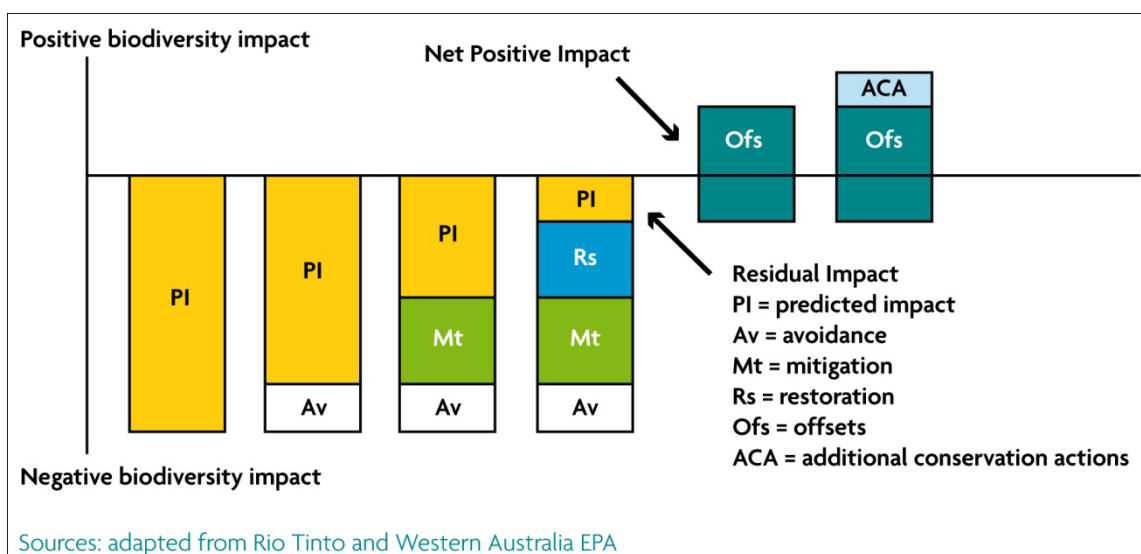 Positive biodiversity impact
Net Positive Impact
ACA
Ofs
Ofs
PI
PI
PI
PI
Rs
Mt
Mt
Av
Av
Av
Residual Impact
PI = predicted impact
Av = avoidance
Mt = mitigation
Rs = restoration
Ofs = offsets
ACA = additional conservation actions
Negative biodiversity impact
Sources: adapted from Rio Tinto and Western Australia EPA